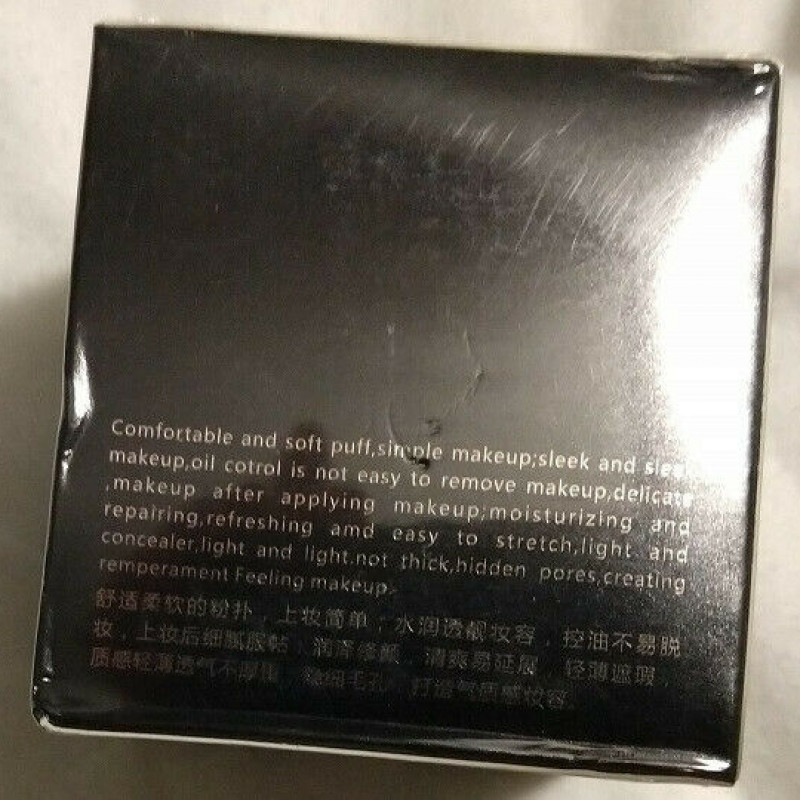 Comfortable and soft puff,simple makeup;sleek and sleek
makeup,oil cotrol is not easy to remove makeup,delicate
,makeup after applying makeup;moisturizing and
repairing,refreshing amd easy to stretch,light and
concealer,light and light,not thick,hidden pores,creating
remperament Feeling makeup.
舒适柔软的粉扑，上妆简单；水润透靓妆容，控油不易脱
妆，上妆后细腻服帖；润泽修颜，清爽易延展，轻薄遮瑕，
质感轻薄透气不厚重，隐细毛孔，打造气质感妆容